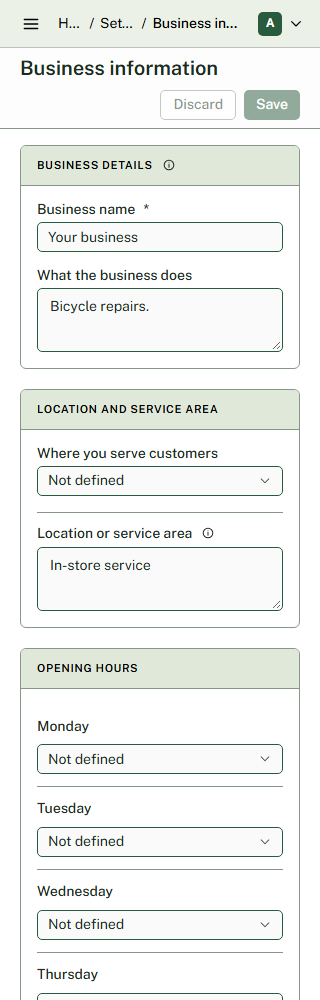 H... / Set... / Business in... A
Business information
Discard Save
BUSINESS DETAILS
Business name *
Your business
What the business does
Bicycle repairs.
LOCATION AND SERVICE AREA
Where you serve customers
Not defined
Location or service area
In-store service
OPENING HOURS
Monday
Not defined
Tuesday
Not defined
Wednesday
Not defined
Thursday